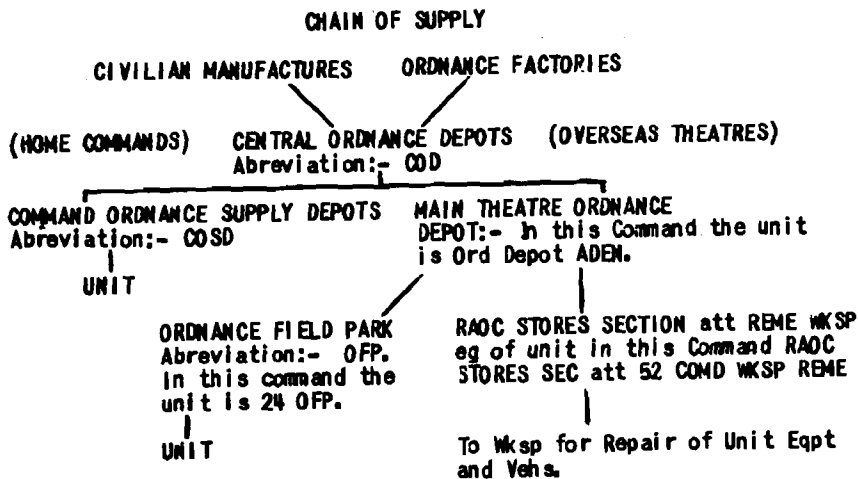 CHAIN OF SUPPLY
CIVILIAN MANUFACTURES ORDNANCE FACTORIES
(HOME COMMANDS) CENTRAL ORDNANCE DEPOTS (OVERSEAS THEATRES)
Abreviation:- COD
COMMAND ORDNANCE SUPPLY DEPOTS
Abreviation:- COSD
UNIT
MAIN THEATRE ORDNANCE
DEPOT:- In this Command the unit
is Ord Depot ADEN.
ORDNANCE FIELD PARK
Abreviation:- OFP.
In this command the
unit is 24 OFP.
UNIT
RAOC STORES SECTION att REME WKSP
eg of unit in this Command RAOC
STORES SEC att 52 COMD WKSP REME
To Wksp for Repair of Unit Eqpt
and Vehs.